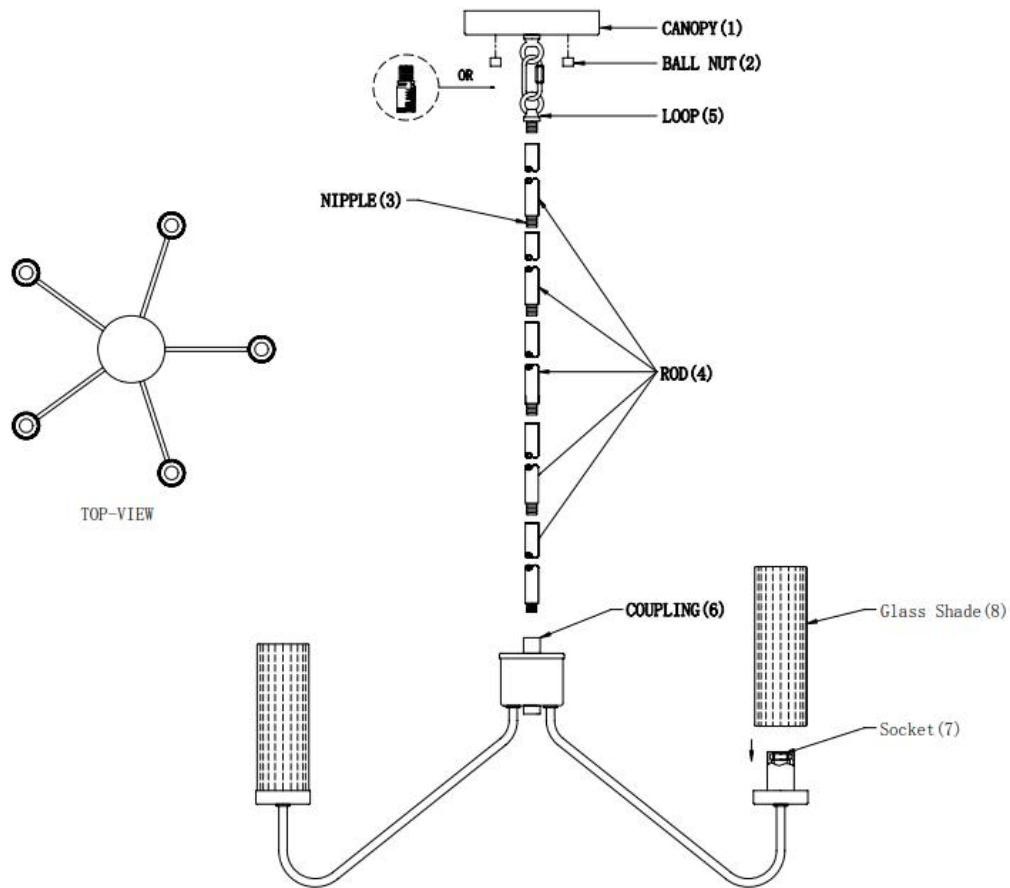 CANOPY(1)
BALL NUT(2)
OR
LOOP(5)
NIPPLE(3)
ROD(4)
TOP-VIEW
COUPLING(6)
Glass Shade(8)
Socket(7)